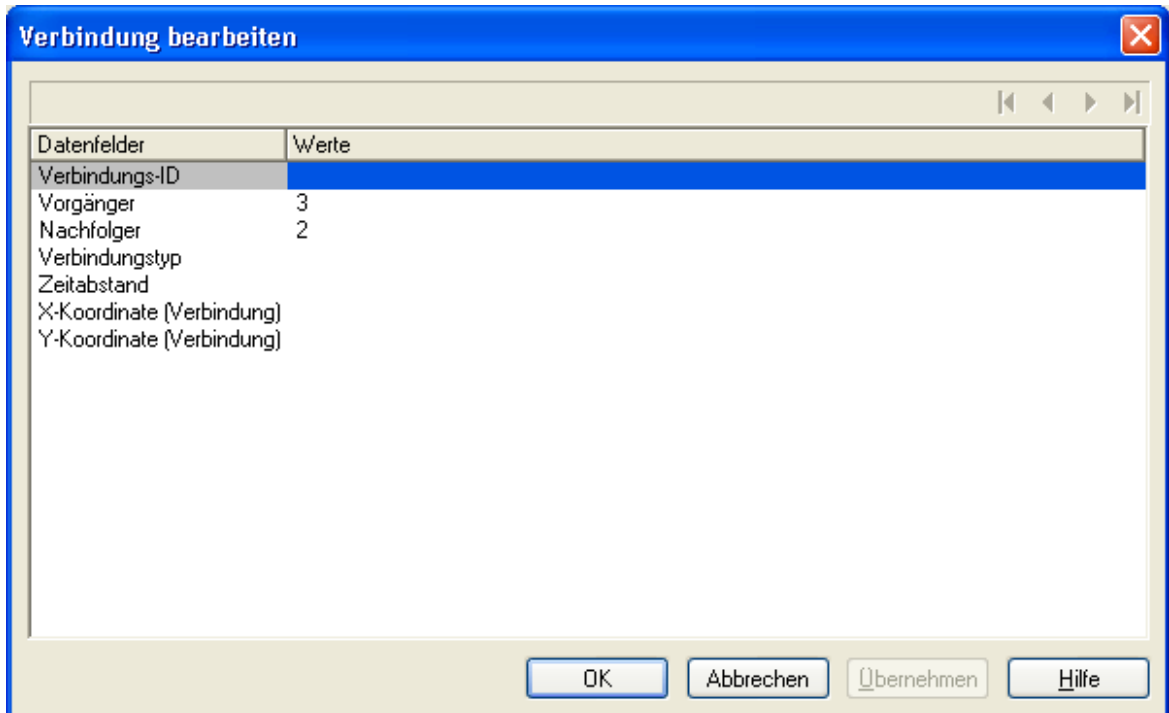 Verbindung bearbeiten
Datenfelder Werte
Verbindungs-ID
Vorgänger 3
Nachfolger 2
Verbindungstyp
Zeitabstand
X-Koordinate (Verbindung)
Y-Koordinate (Verbindung)
OK Abbrechen Übernehmen Hilfe